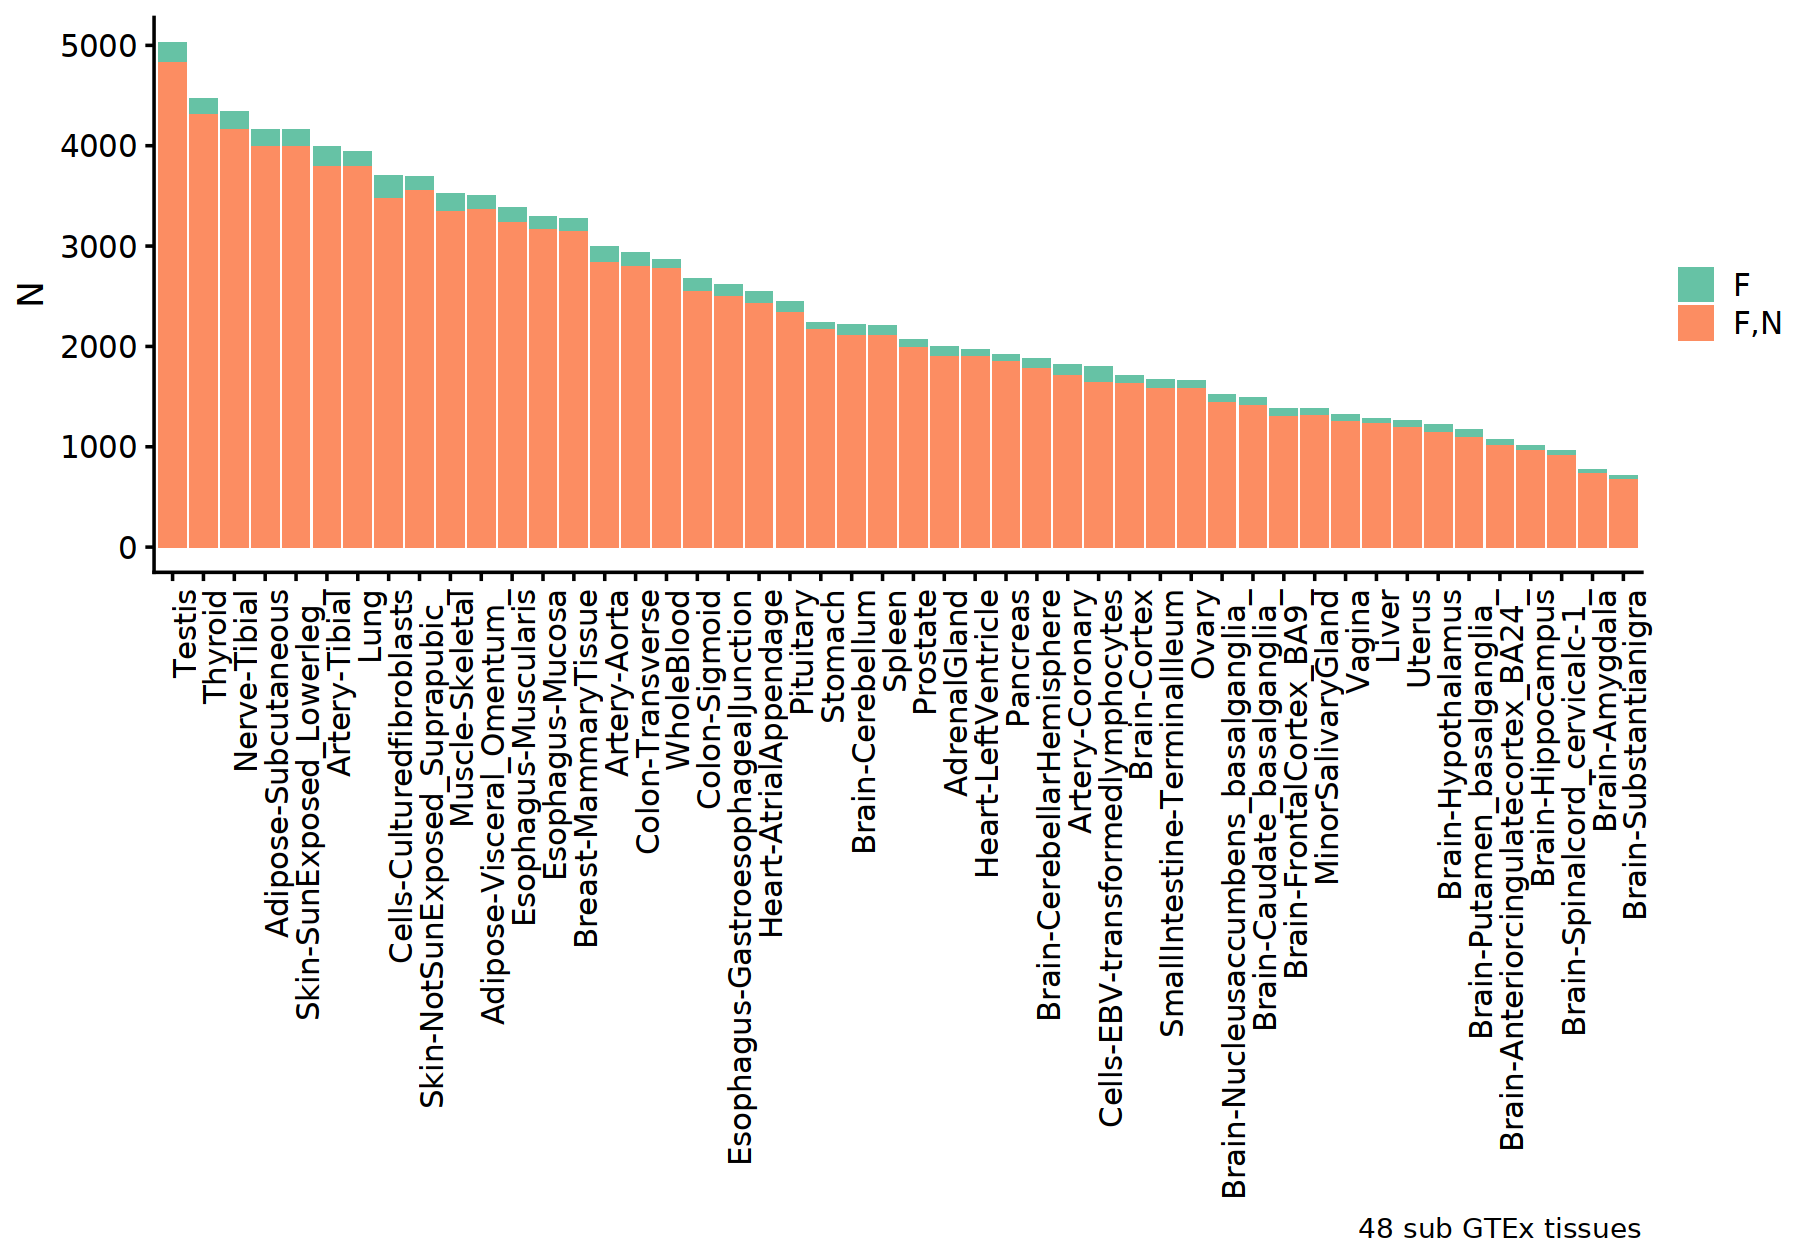 5000
4000
3000
2000
1000
0
N
F
F,N
Testis
Thyroid
Nerve-Tibial
Adipose-Subcutaneous
Skin-SunExposed_Lowerleg_
Artery-Tibial
Lung
Cells-Culturedfibroblasts
Skin-NotSunExposed_Suprapubic_
Muscle-Skeletal
Adipose-Visceral_Omentum_
Esophagus-Muscularis
Esophagus-Mucosa
Breast-MammaryTissue
Artery-Aorta
Colon-Transverse
WholeBlood
Colon-Sigmoid
Esophagus-GastroesophagealJunction
Heart-AtrialAppendage
Pituitary
Stomach
Brain-Cerebellum
Spleen
Prostate
AdrenalGland
Heart-LeftVentricle
Pancreas
Brain-CerebellarHemisphere
Artery-Coronary
Cells-EBV-transformedlymphocytes
Brain-Cortex
SmallIntestine-TerminalIleum
Ovary
Brain-Nucleusaccumbens_basalganglia_
Brain-Caudate_basalganglia_
Brain-FrontalCortex_BA9_
MinorSalivaryGland
Vagina
Liver
Uterus
Brain-Hypothalamus
Brain-Putamen_basalganglia_
Brain-Anteriorcingulatecortex_BA24_
Brain-Hippocampus
Brain-Spinalcord_cervicalc-1_
Brain-Amygdala
Brain-Substantianigra
48 sub GTEx tissues